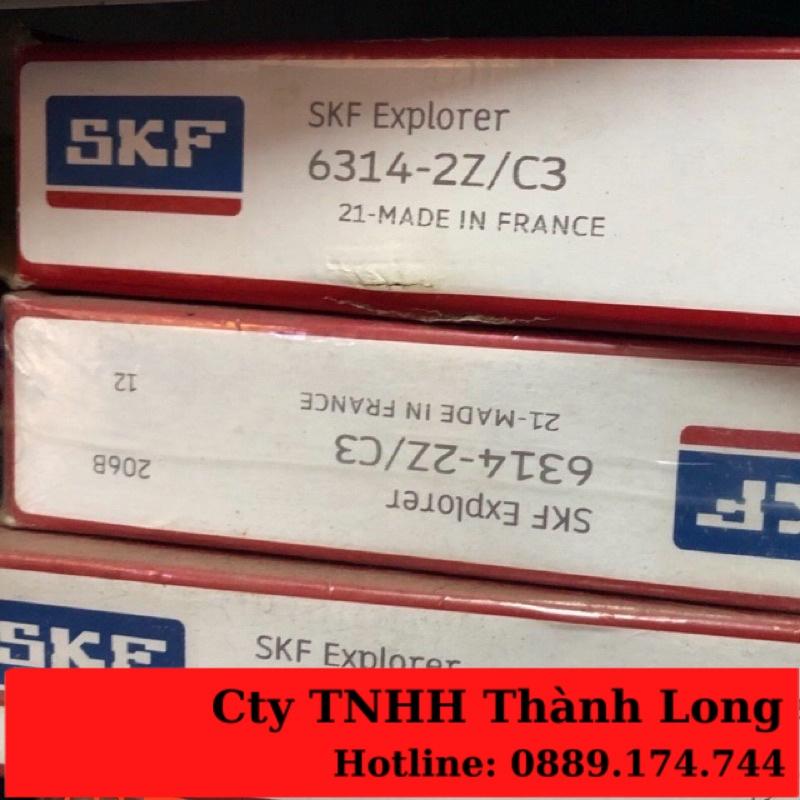 SKF
SKF Explorer
6314-2Z/C3
21-MADE IN FRANCE
SKF Explorer
6314-2Z/C3
21-MADE IN FRANCE
206B
12
SKF
SKF Explorer
Cty TNHH Thành Long
Hotline: 0889.174.744